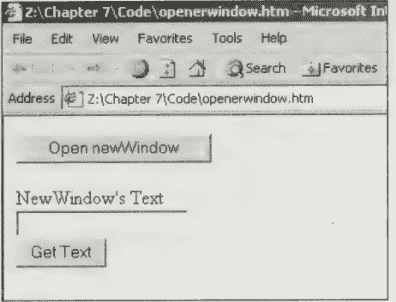 Z:\Chapter 7\Code\openerwindow.htm - Microsoft Int
File Edit View Favorites Tools Help
Search Favorites
Address Z:\Chapter 7\Code\openerwindow.htm
Open newWindow
NewWindow's Text
Get Text